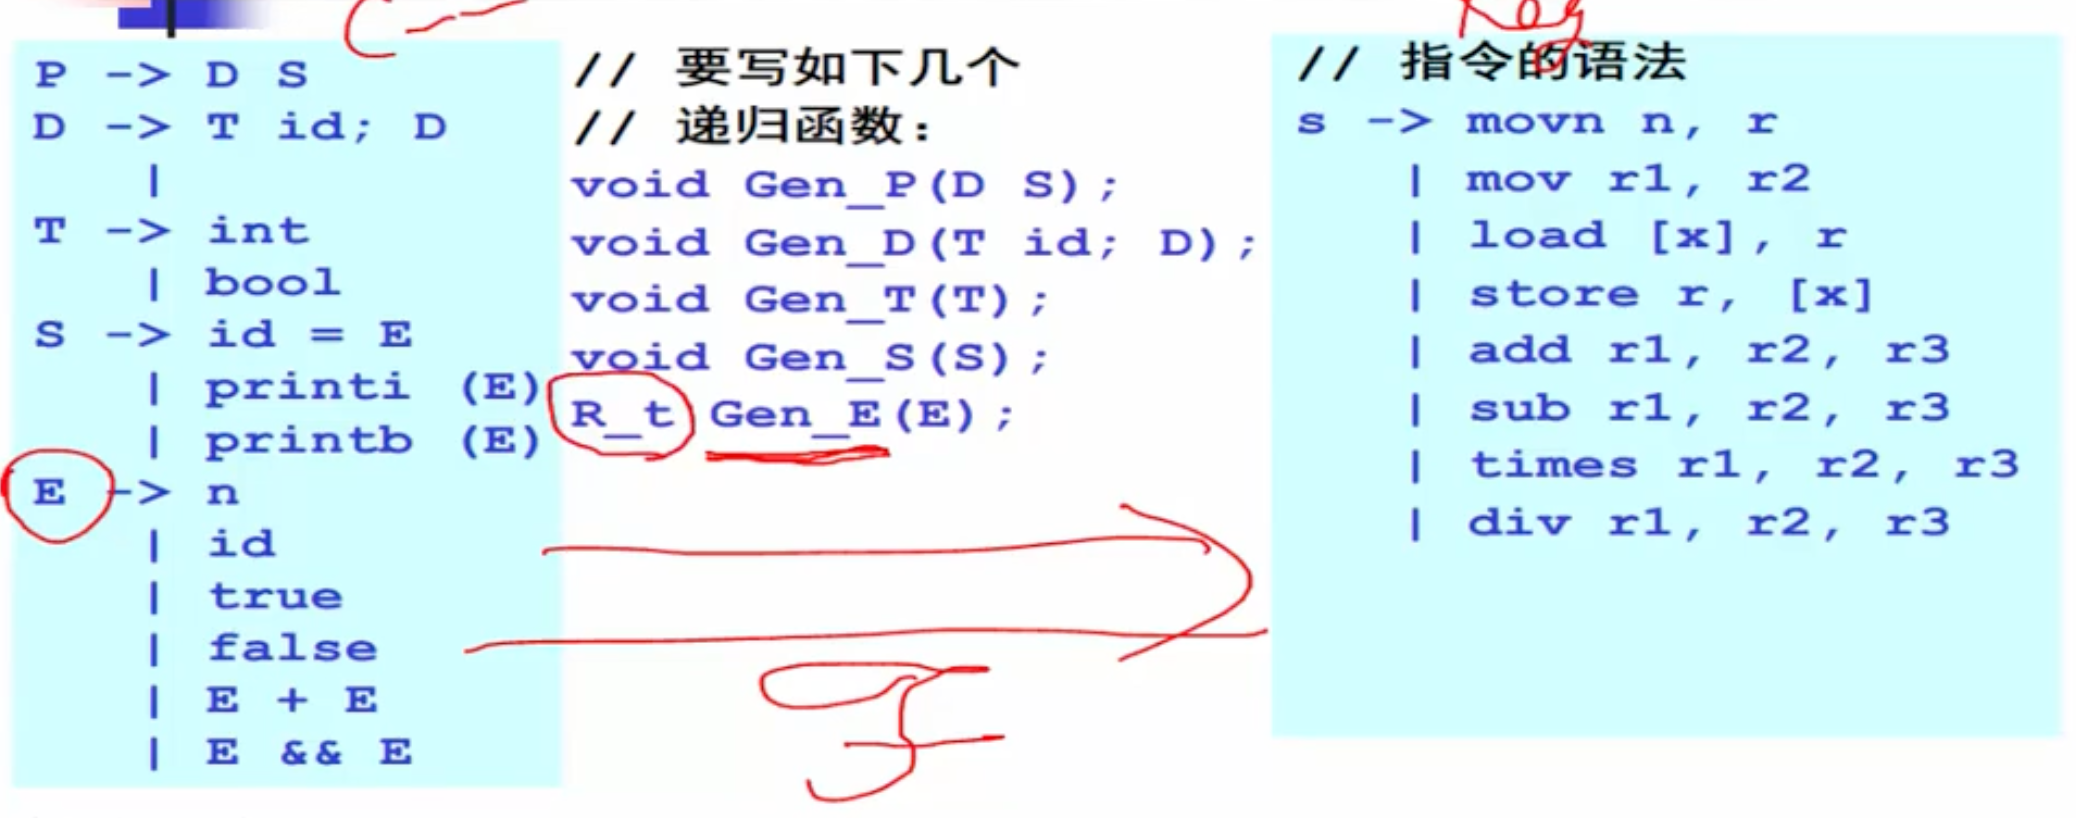 P -> D S
D -> T id; D
|
T -> int
| bool
S -> id = E
| printi (E)
| printb (E)
E -> n
| id
| true
| false
| E + E
| E && E
// 要写如下几个
// 递归函数:
void Gen_P(D S);
void Gen_D(T id; D);
void Gen_T(T);
void Gen_S(S);
R_t Gen_E(E);
Reg
// 指令的语法
s -> movn n, r
| mov r1, r2
| load [x], r
| store r, [x]
| add r1, r2, r3
| sub r1, r2, r3
| times r1, r2, r3
| div r1, r2, r3